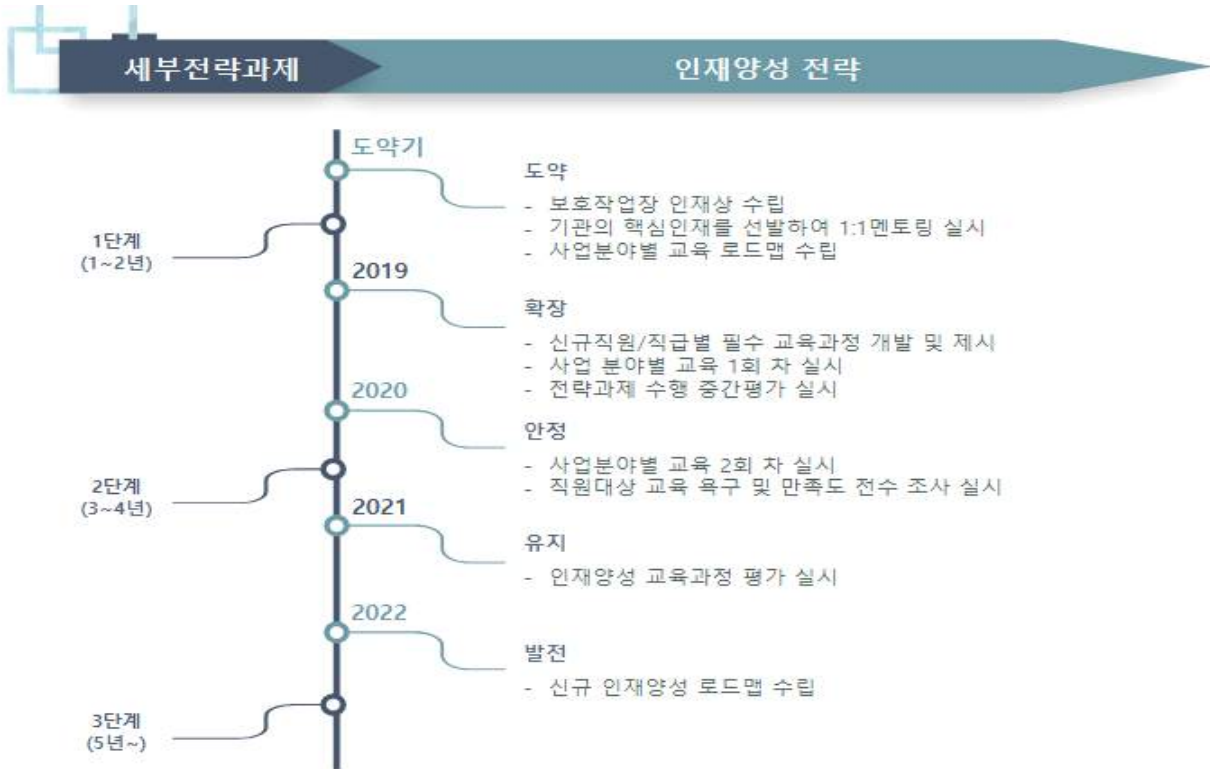 세부전략과제
인재양성 전략
도약기
도약
- 보호작업장 인재상 수립
- 기관의 핵심인재를 선발하여 1:1멘토링 실시
- 사업분야별 교육 로드맵 수립
1단계
(1~2년)
2019
확장
- 신규직원/직급별 필수 교육과정 개발 및 제시
- 사업 분야별 교육 1회 차 실시
- 전략과제 수행 중간평가 실시
2020
안정
- 사업분야별 교육 2회 차 실시
- 직원대상 교육 욕구 및 만족도 전수 조사 실시
2단계
(3~4년)
2021
유지
- 인재양성 교육과정 평가 실시
2022
발전
- 신규 인재양성 로드맵 수립
3단계
(5년~)